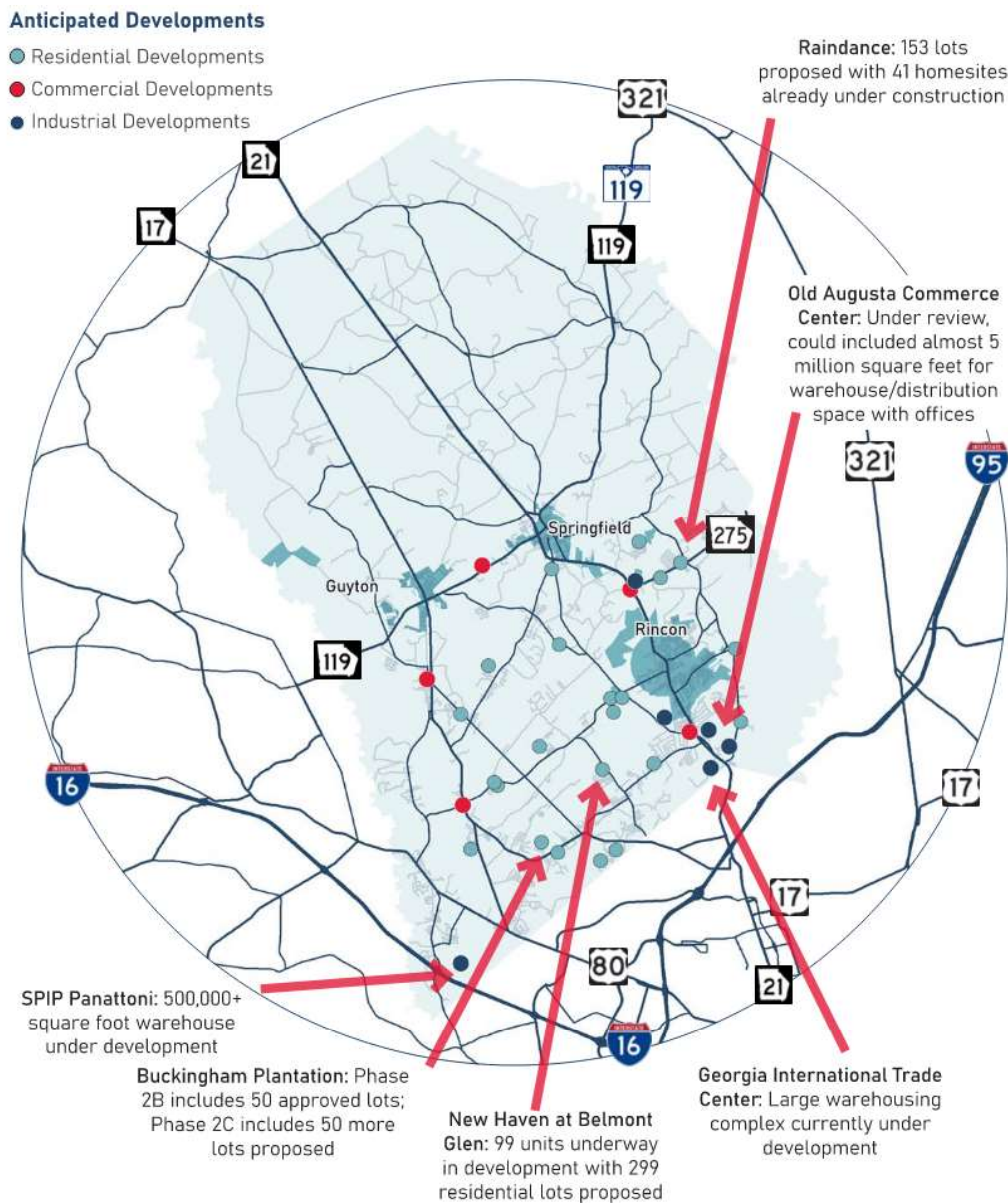 Anticipated Developments
Residential Developments
Commercial Developments
Industrial Developments
Raindance: 153 lots
proposed with 41 homesites
already under construction
321
INTERSTATE
119
119
21
17
Old Augusta Commerce
Center: Under review,
could included almost 5
million square feet for
warehouse/distribution
space with offices
321
INTERSTATE
95
275
Springfield
Guyton
Rincon
119
INTERSTATE
16
17
17
80
21
INTERSTATE
16
SPIP Panattoni: 500,000+
square foot warehouse
under development
Buckingham Plantation: Phase
2B includes 50 approved lots;
Phase 2C includes 50 more
lots proposed
New Haven at Belmont
Glen: 99 units underway
in development with 299
residential lots proposed
Georgia International Trade
Center: Large warehousing
complex currently under
development